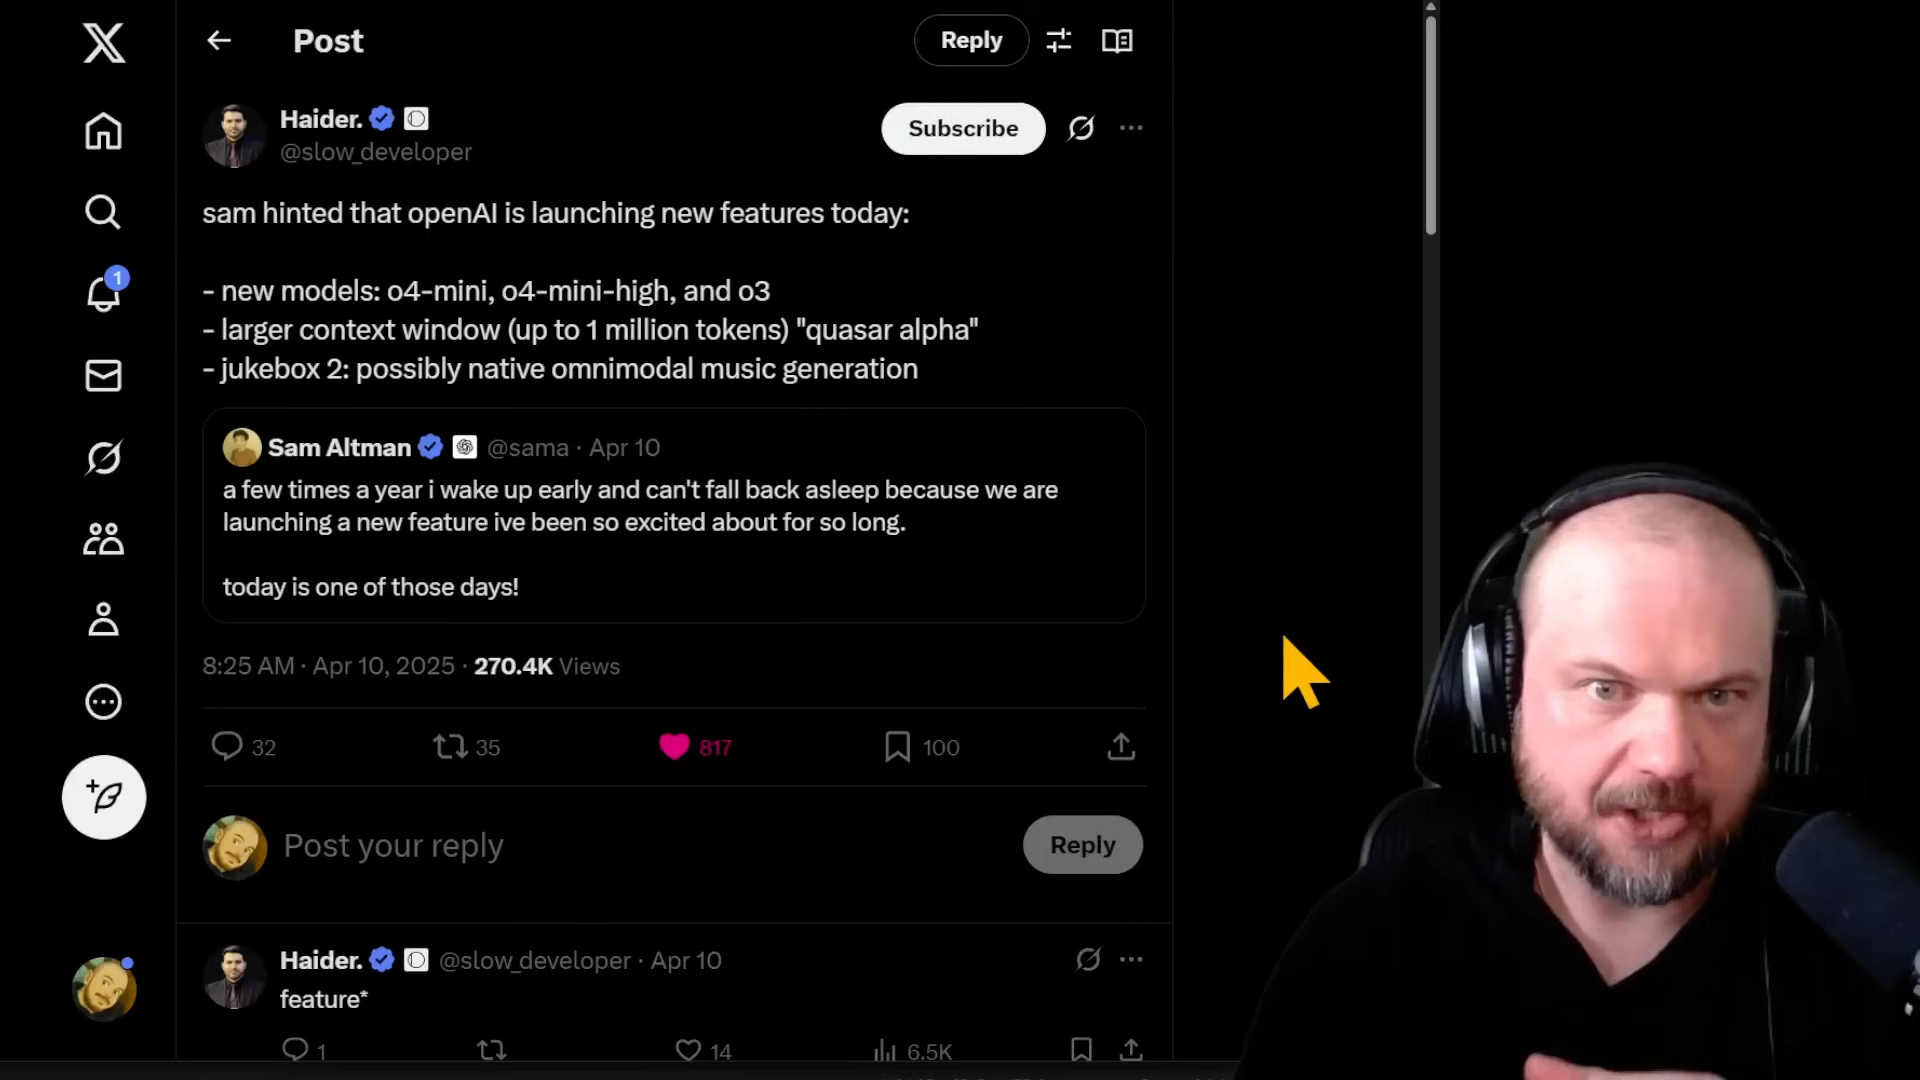 Post
Reply
Haider.
@slow_developer
Subscribe
sam hinted that openAI is launching new features today:
- new models: o4-mini, o4-mini-high, and o3
- larger context window (up to 1 million tokens) "quasar alpha"
- jukebox 2: possibly native omnimodal music generation
Sam Altman @sama · Apr 10
a few times a year i wake up early and can't fall back asleep because we are
launching a new feature ive been so excited about for so long.
today is one of those days!
8:25 AM · Apr 10, 2025 · 270.4K Views
32 35 817 100
Post your reply
Reply
Haider. @slow_developer · Apr 10
feature*
1 14 6.5K
1